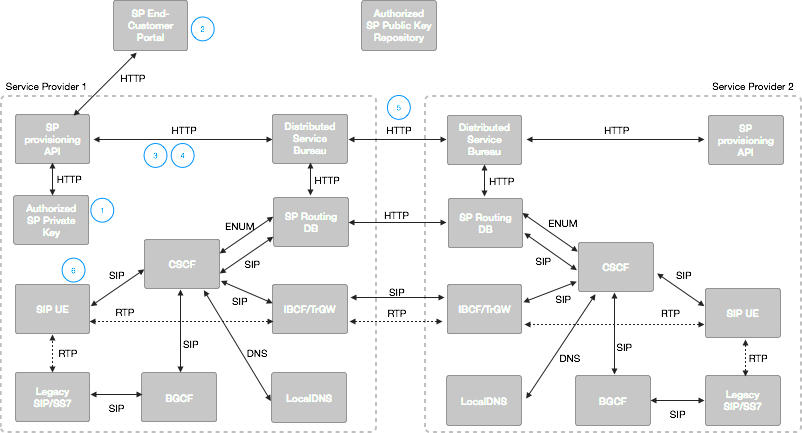 SP End-
Customer
Portal
2
Authorized
SP Public Key
Repository
HTTP
Service Provider 1
Service Provider 2
5
SP
provisioning
API
HTTP
3
4
Distributed
Service
Bureau
HTTP
Distributed
Service
Bureau
HTTP
SP
provisioning
API
HTTP
HTTP
HTTP
Authorized
SP Private
Key
1
ENUM
SP Routing
DB
HTTP
SP Routing
DB
ENUM
CSCF
SIP
SIP
CSCF
6
SIP
SIP
SIP
SIP
SIP
SIP UE
RTP
IBCF/TrGW
RTP
IBCF/TrGW
RTP
SIP UE
RTP
SIP
DNS
DNS
SIP
RTP
Legacy
SIP/SS7
SIP
BGCF
LocalDNS
LocalDNS
BGCF
SIP
Legacy
SIP/SS7